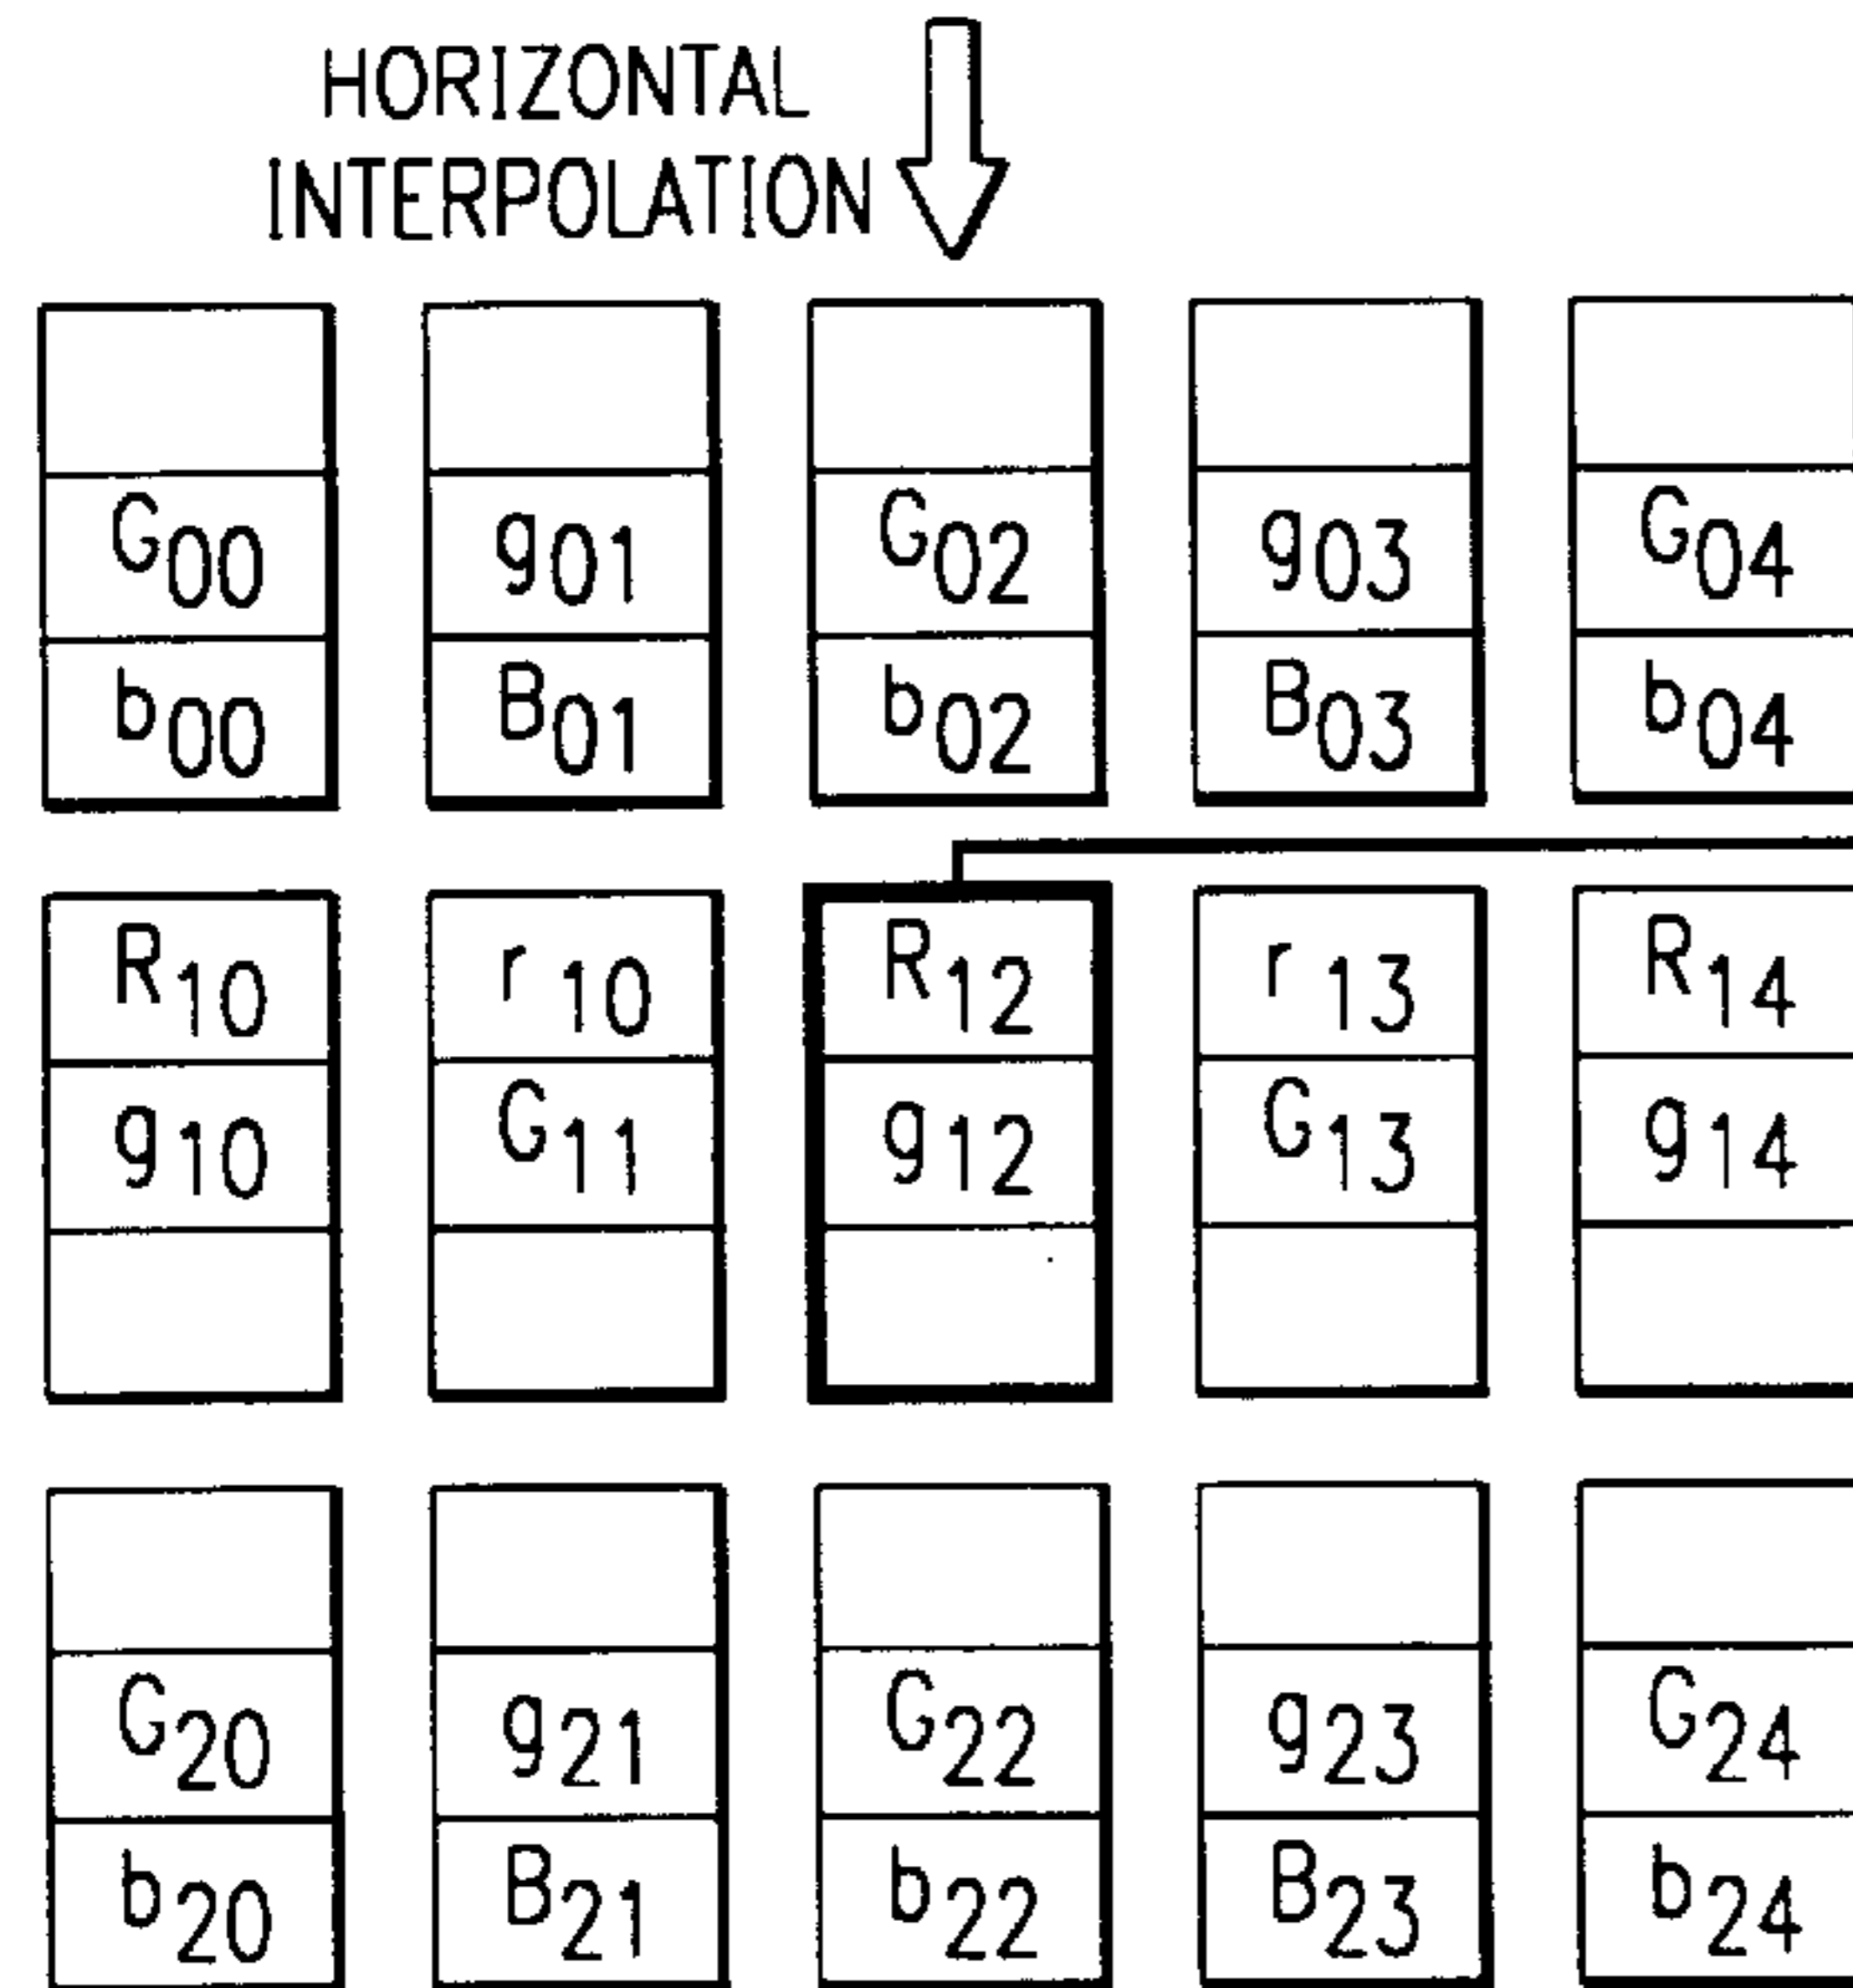 HORIZONTAL
INTERPOLATION
G00 g01 G02 g03 G04
b00 B01 b02 B03 b04
R10 r10 R12 r13 R14
g10 G11 g12 G13 g14
G20 g21 G22 g23 G24
b20 B21 b22 B23 b24